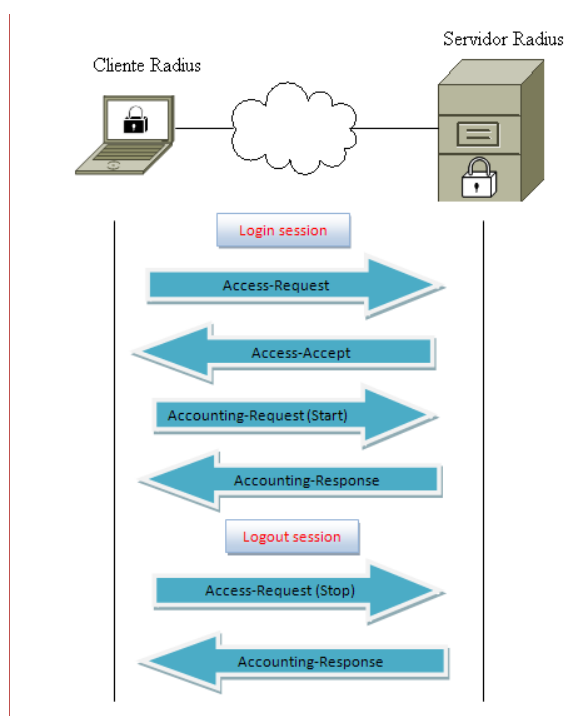 Servidor Radius
Cliente Radius
Login session
Access-Request
Access-Accept
Accounting-Request (Start)
Accounting-Response
Logout session
Access-Request (Stop)
Accounting-Response